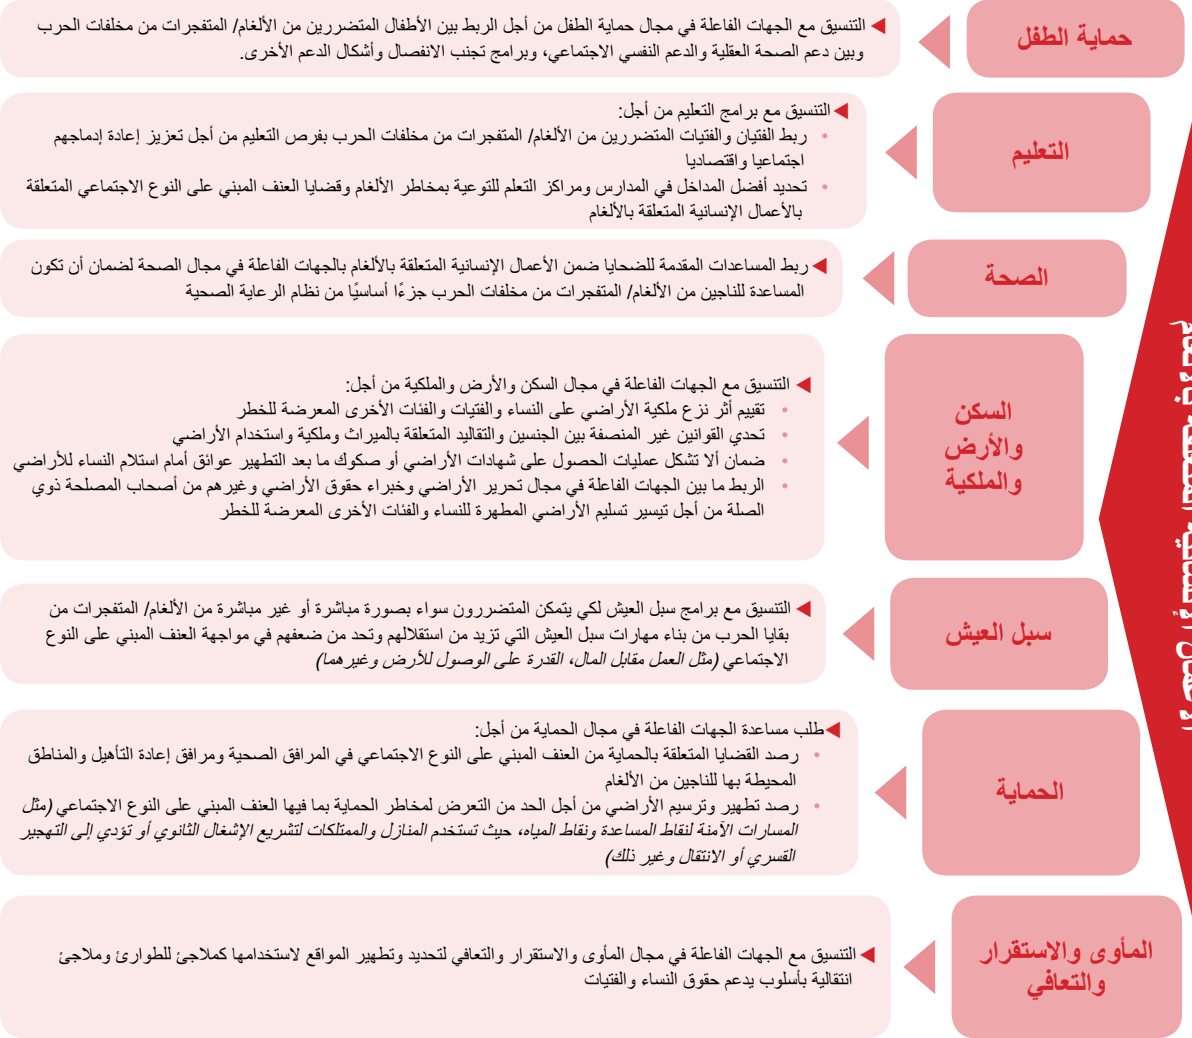 حماية الطفل
التنسيق مع الجهات الفاعلة في مجال حماية الطفل من أجل الربط بين الأطفال المتضررين من الألغام/ المتفجرات من مخلفات الحرب
وبين دعم الصحة العقلية والدعم النفسي الاجتماعي، وبرامج تجنب الانفصال وأشكال الدعم الأخرى.
التعليم
التنسيق مع برامج التعليم من أجل:
• ربط الفتيان والفتيات المتضررين من الألغام/ المتفجرات من مخلفات الحرب بفرص التعليم من أجل تعزيز إعادة إدماجهم
اجتماعيا واقتصاديا
• تحديد أفضل المداخل في المدارس ومراكز التعلم للتوعية بمخاطر الألغام وقضايا العنف المبني على النوع الاجتماعي المتعلقة
بالأعمال الإنسانية المتعلقة بالألغام
الصحة
ربط المساعدات المقدمة للضحايا ضمن الأعمال الإنسانية المتعلقة بالألغام بالجهات الفاعلة في مجال الصحة لضمان أن تكون
المساعدة للناجين من الألغام/ المتفجرات من مخلفات الحرب جزءًا أساسيًا من نظام الرعاية الصحية
السكن
والأرض
والملكية
التنسيق مع الجهات الفاعلة في مجال السكن والأرض والملكية من أجل:
• تقييم أثر نزع ملكية الأراضي على النساء والفتيات والفئات الأخرى المعرضة للخطر
• تحدي القوانين غير المنصفة بين الجنسين والتقاليد المتعلقة بالميراث وملكية واستخدام الأراضي
• ضمان ألا تشكل عمليات الحصول على شهادات الأراضي أو صكوك ما بعد التطهير عوائق أمام استلام النساء للأراضي
• الربط ما بين الجهات الفاعلة في مجال تحرير الأراضي وخبراء حقوق الأراضي وغيرهم من أصحاب المصلحة ذوي
الصلة من أجل تيسير تسليم الأراضي المطهرة للنساء والفئات الأخرى المعرضة للخطر
سبل العيش
التنسيق مع برامج سبل العيش لكي يتمكن المتضررون سواء بصورة مباشرة أو غير مباشرة من الألغام/ المتفجرات من
بقايا الحرب من بناء مهارات سبل العيش التي تزيد من استقلالهم وتحد من ضعفهم في مواجهة العنف المبني على النوع
الاجتماعي (مثل العمل مقابل المال، القدرة على الوصول للأرض وغيرهما)
الحماية
طلب مساعدة الجهات الفاعلة في مجال الحماية من أجل:
• رصد القضايا المتعلقة بالحماية من العنف المبني على النوع الاجتماعي في المرافق الصحية ومرافق إعادة التأهيل والمناطق
المحيطة بها للناجين من الألغام
• رصد تطهير وترسيم الأراضي من أجل الحد من التعرض لمخاطر الحماية بما فيها العنف المبني على النوع الاجتماعي (مثل
المسارات الآمنة لنقاط المساعدة ونقاط المياه، حيث تستخدم المنازل والممتلكات لتشريع الإشغال الثانوي أو تؤدي إلى التهجير
القسري أو الانتقال وغير ذلك)
المأوى والاستقرار
والتعافي
التنسيق مع الجهات الفاعلة في مجال المأوى والاستقرار والتعافي لتحديد وتطهير المواقع لاستخدامها كملاجئ للطوارئ وملاجئ
انتقالية بأسلوب يدعم حقوق النساء والفتيات
الأعمال الإنسانية المتعلقة بالألغام